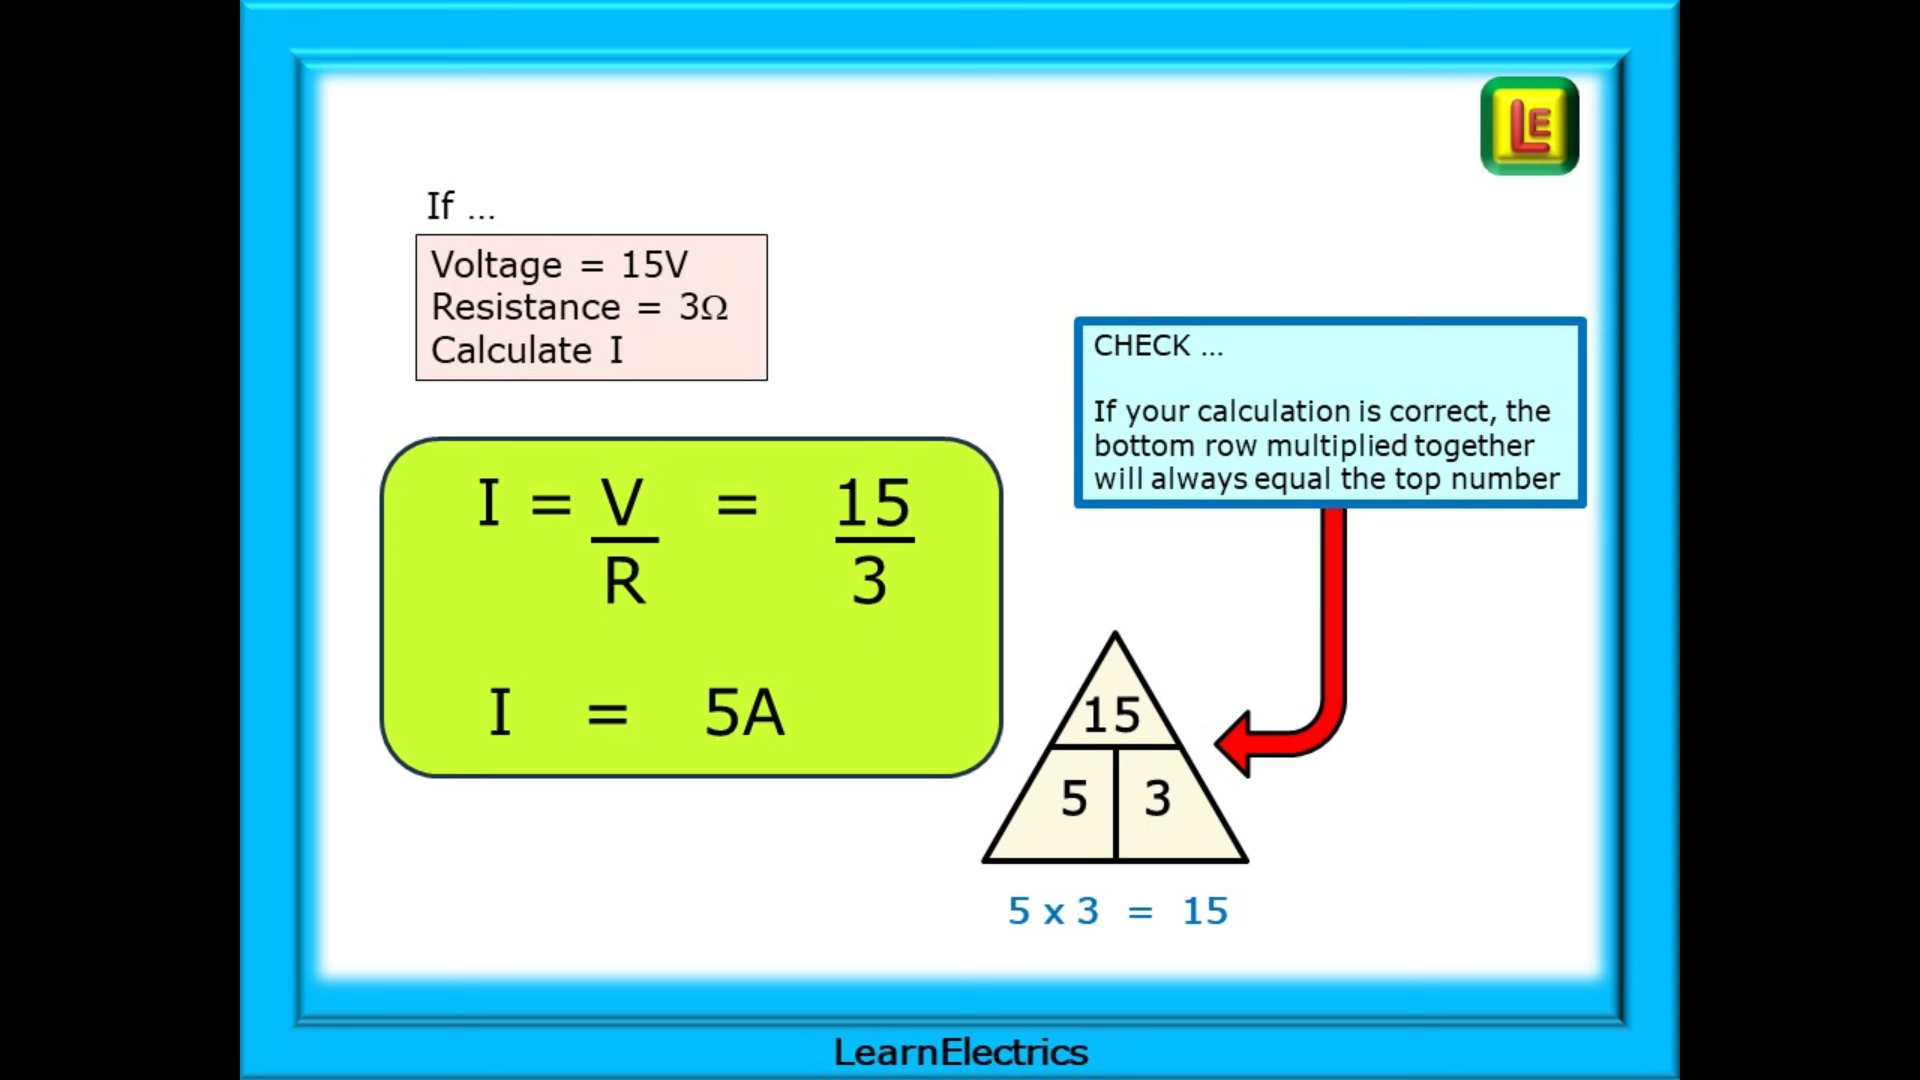 LE
If ...
Voltage = 15V
Resistance = 3Ω
Calculate I
CHECK ...
If your calculation is correct, the
bottom row multiplied together
will always equal the top number
I = V = 15
R 3
I = 5A
15
5 3
5 x 3 = 15
LearnElectrics